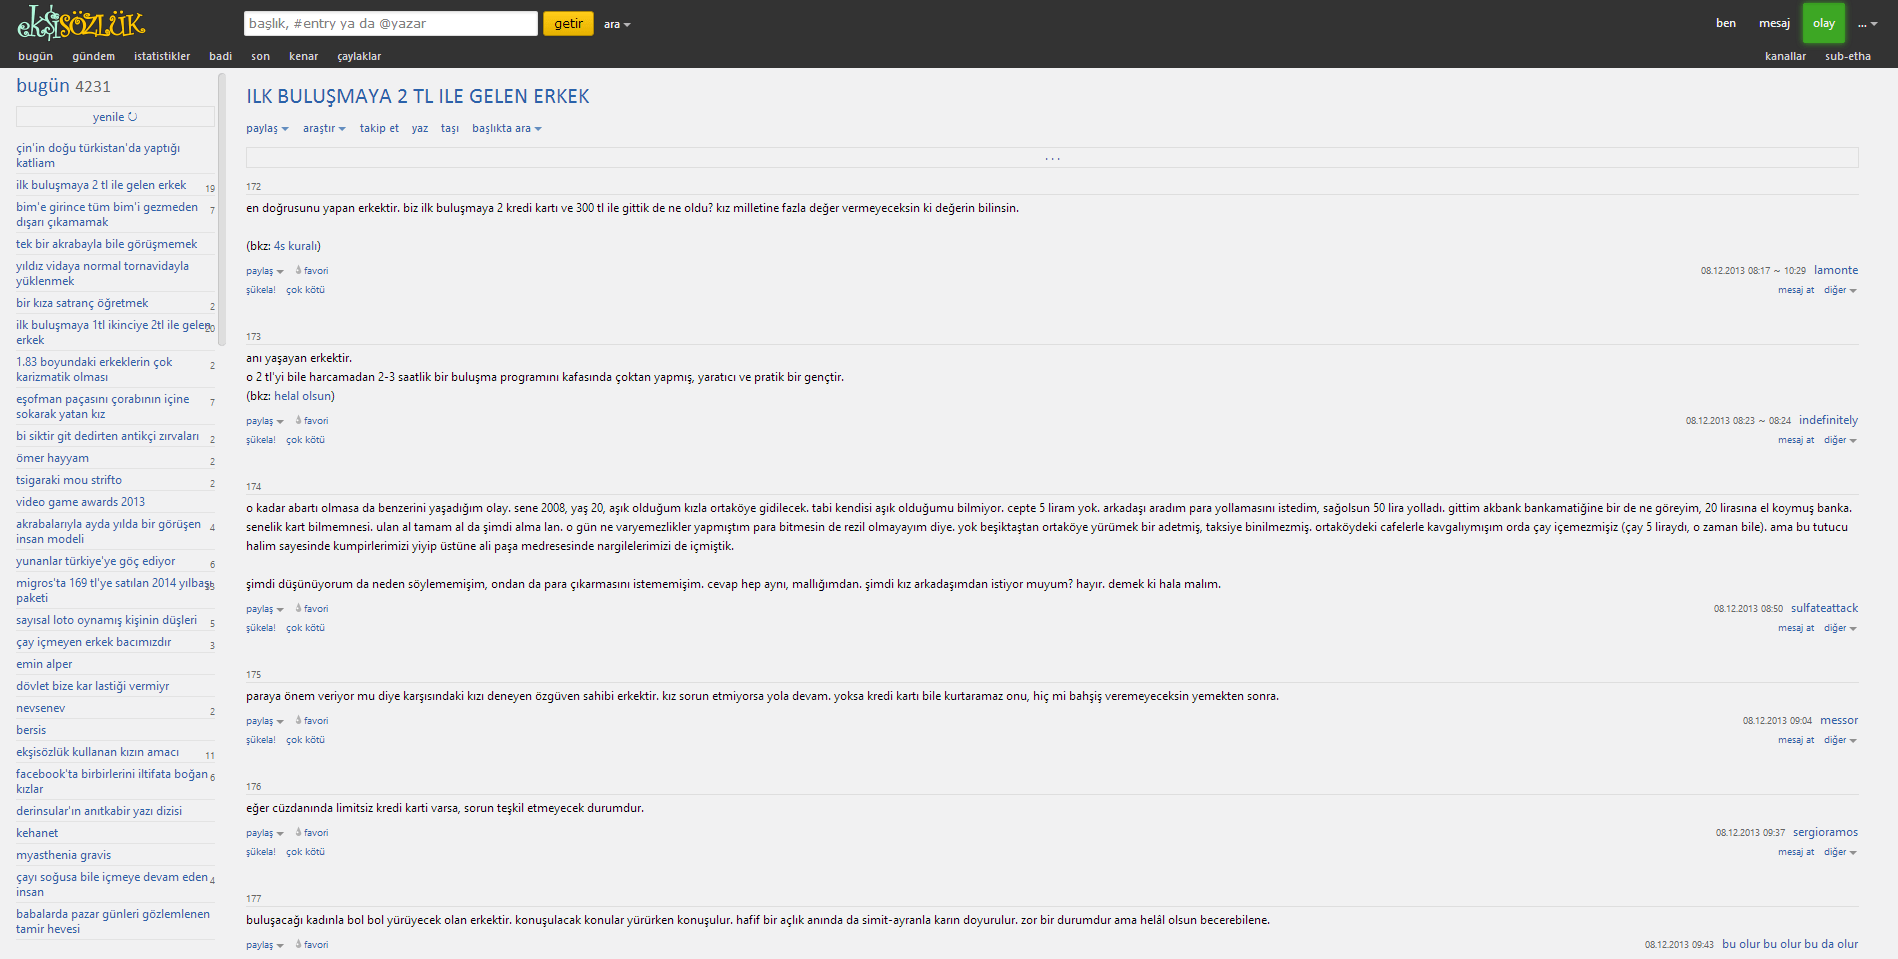 ekşisözlük
başlık, #entry ya da @yazar
getir
ara
ben
mesaj
olay
...
bugün
gündem
istatistikler
badi
son
kenar
çaylaklar
kanallar
sub-etha
bugün 4231
yenile
çin'in doğu türkistan'da yaptığı
katliam
ilk buluşmaya 2 tl ile gelen erkek 19
bim'e girince tüm bim'i gezmeden 7
dışarı çıkamamak
tek bir akrabayla bile görüşmemek
yıldız vidaya normal tornavidayla
yüklenmek
bir kıza satranç öğretmek 2
ilk buluşmaya 1tl ikinciye 2tl ile gelen 20
erkek
1.83 boyundaki erkeklerin çok 2
karizmatik olması
eşofman paçasını çorabının içine 7
sokarak yatan kız
bi siktir git dedirten antikçi zırvaları 2
ömer hayyam 2
tsigaraki mou strifto 2
video game awards 2013
akrabalarıyla ayda yılda bir görüşen 4
insan modeli
yunanlar türkiye'ye göç ediyor 6
migros'ta 169 tl'ye satılan 2014 yılbaşı
paketi
sayısal loto oynamış kişinin düşleri 5
çay içmeyen erkek bacımızdır 3
emin alper
dövlet bize kar lastiği vermiyr
nevsenev 2
bersis
ekşisözlük kullanan kızın amacı 11
facebook'ta birbirlerini iltifata boğan 6
kızlar
derinsular'ın anıtkabir yazı dizisi
kehanet
myasthenia gravis
çayı soğusa bile içmeye devam eden 4
insan
babalarda pazar günleri gözlemlenen
tamir hevesi
ILK BULUŞMAYA 2 TL ILE GELEN ERKEK
paylaş araştır takip et yaz taşı başlıkta ara
...
172
en doğrusunu yapan erkektir. biz ilk buluşmaya 2 kredi kartı ve 300 tl ile gittik de ne oldu? kız milletine fazla değer vermeyeceksin ki değerin bilinsin.
(bkz: 4s kuralı)
paylaş favori 08.12.2013 08:17 ~ 10:29 lamonte
şükela! çok kötü mesaj at diğer
173
anı yaşayan erkektir.
o 2 tl'yi bile harcamadan 2-3 saatlik bir buluşma programını kafasında çoktan yapmış, yaratıcı ve pratik bir gençtir.
(bkz: helal olsun)
paylaş favori 08.12.2013 08:23 ~ 08:24 indefinitely
şükela! çok kötü mesaj at diğer
174
o kadar abartı olmasa da benzerini yaşadığım olay. sene 2008, yaş 20, aşık olduğum kızla ortaköye gidilecek. tabi kendisi aşık olduğumu bilmiyor. cepte 5 liram yok. arkadaşı aradım para yollamasını istedim, sağolsun 50 lira yolladı. gittim akbank bankamatiğine bir de ne göreyim, 20 lirasına el koymuş banka.
senelik kart bilmemnesi. ulan al tamam al da şimdi alma lan. o gün ne varyemezlikler yapmıştım para bitmesin de rezil olmayayım diye. yok beşiktaştan ortaköye yürümek bir adetmiş, taksiye binilmezmiş. ortaköydeki cafelerle kavgalıymışım orda çay içemezmişiz (çay 5 liraydı, o zaman bile). ama bu tutucu
halim sayesinde kumpirlerimizi yiyip üstüne ali paşa medresesinde nargilelerimizi de içmiştik.
şimdi düşünüyorum da neden söylememişim, ondan da para çıkarmasını istememişim. cevap hep aynı, mallığımdan. şimdi kız arkadaşımdan istiyor muyum? hayır. demek ki hala malım.
paylaş favori 08.12.2013 08:50 sulfateattack
şükela! çok kötü mesaj at diğer
175
paraya önem veriyor mu diye karşısındaki kızı deneyen özgüven sahibi erkektir. kız sorun etmiyorsa yola devam. yoksa kredi kartı bile kurtaramaz onu, hiç mi bahşiş veremeyeceksin yemekten sonra.
paylaş favori 08.12.2013 09:04 messor
şükela! çok kötü mesaj at diğer
176
eğer cüzdanında limitsiz kredi karti varsa, sorun teşkil etmeyecek durumdur.
paylaş favori 08.12.2013 09:37 sergioramos
şükela! çok kötü mesaj at diğer
177
buluşacağı kadınla bol bol yürüyecek olan erkektir. konuşulacak konular yürürken konuşulur. hafif bir açlık anında da simit-ayranla karın doyurulur. zor bir durumdur ama helâl olsun becerebilene.
paylaş favori 08.12.2013 09:43 bu olur bu olur bu da olur